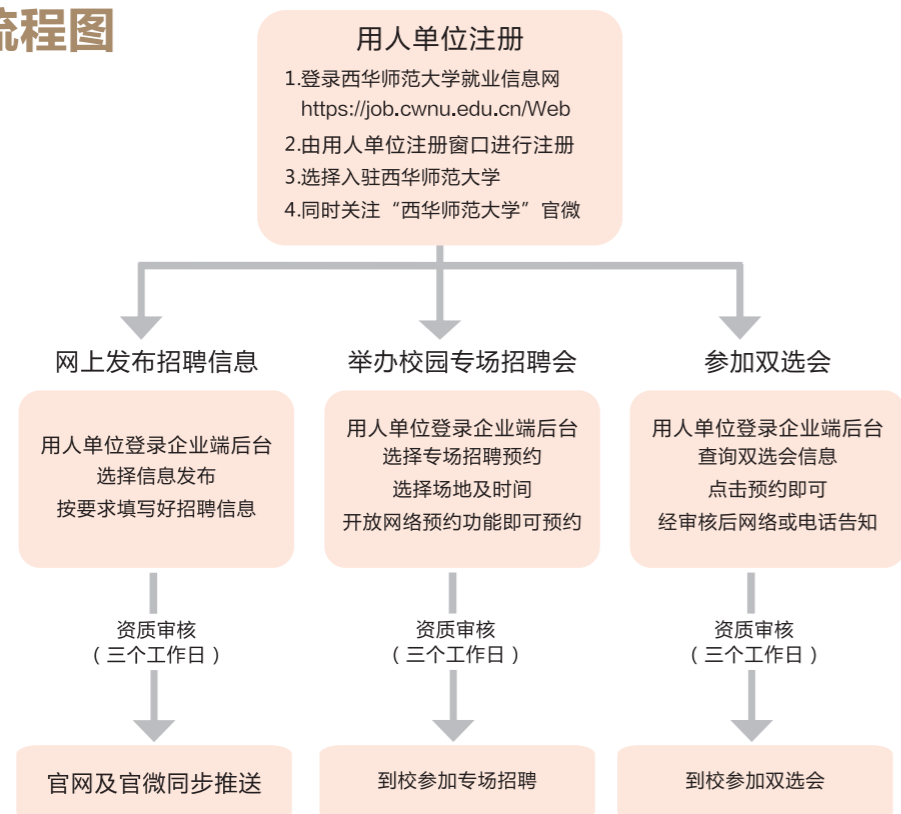 流程图
用人单位注册
1.登录西华师范大学就业信息网
https://job.cwnu.edu.cn/Web
2.由用人单位注册窗口进行注册
3.选择入驻西华师范大学
4.同时关注“西华师范大学”官微
网上发布招聘信息
用人单位登录企业端后台
选择信息发布
按要求填写好招聘信息
资质审核
（三个工作日）
官网及官微同步推送
举办校园专场招聘会
用人单位登录企业端后台
选择专场招聘预约
选择场地及时间
开放网络预约功能即可预约
资质审核
（三个工作日）
到校参加专场招聘
参加双选会
用人单位登录企业端后台
查询双选会信息
点击预约即可
经审核后网络或电话告知
资质审核
（三个工作日）
到校参加双选会